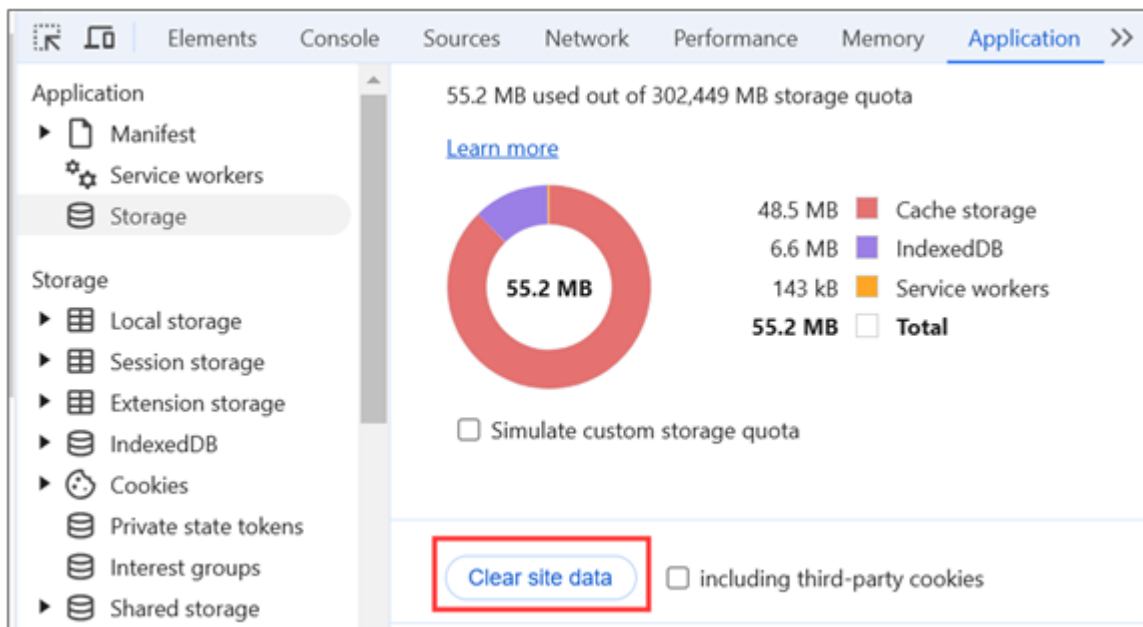 Elements Console Sources Network Performance Memory Application
Application
Manifest
Service workers
Storage
Storage
Local storage
Session storage
Extension storage
IndexedDB
Cookies
Private state tokens
Interest groups
Shared storage
55.2 MB used out of 302,449 MB storage quota
Learn more
55.2 MB
48.5 MB Cache storage
6.6 MB IndexedDB
143 kB Service workers
55.2 MB Total
Simulate custom storage quota
Clear site data including third-party cookies